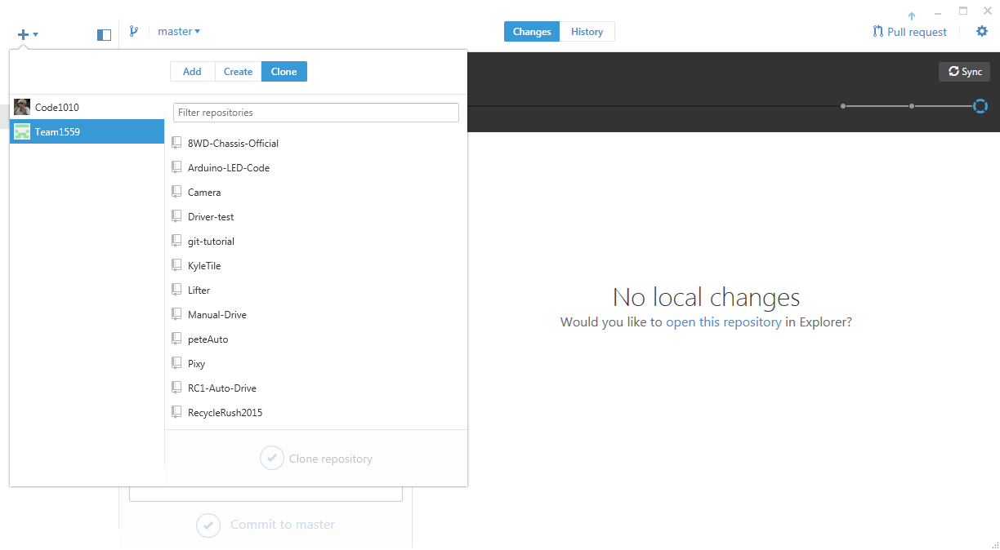 master
Changes
History
Pull request
Add
Create
Clone
Sync
Code1010
Team1559
Filter repositories
8WD-Chassis-Official
Arduino-LED-Code
Camera
Driver-test
git-tutorial
KyleTile
Lifter
Manual-Drive
peteAuto
Pixy
RC1-Auto-Drive
RecycleRush2015
Clone repository
No local changes
Would you like to open this repository in Explorer?
Commit to master